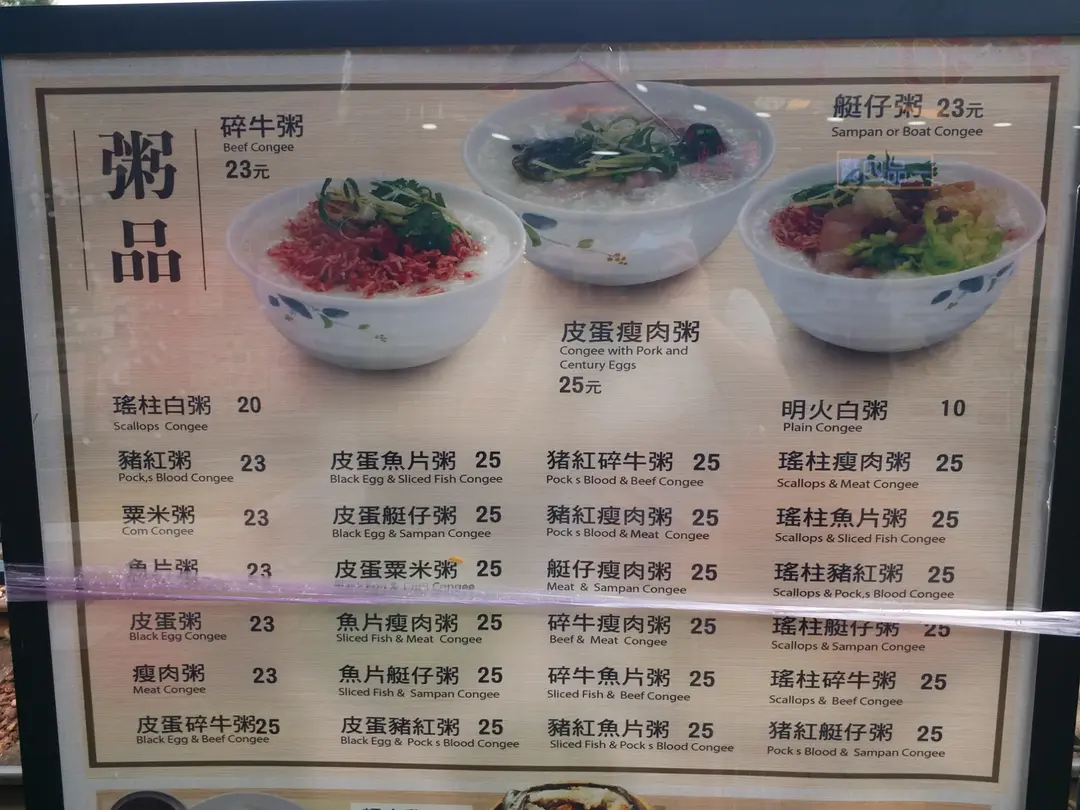 粥品
碎牛粥
Beef Congee
23元
艇仔粥 23元
Sampan or Boat Congee
皮蛋瘦肉粥
Congee with Pork and
Century Eggs
25元
瑤柱白粥 20
Scallops Congee
明火白粥 10
Plain Congee
豬紅粥 23
Pock,s Blood Congee
皮蛋魚片粥 25
Black Egg & Sliced Fish Congee
猪紅碎牛粥 25
Pock s Blood & Beef Congee
瑤柱瘦肉粥 25
Scallops & Meat Congee
粟米粥 23
Corn Congee
皮蛋艇仔粥 25
Black Egg & Sampan Congee
豬紅瘦肉粥 25
Pock s Blood & Meat Congee
瑤柱魚片粥 25
Scallops & Sliced Fish Congee
魚片粥 23
皮蛋粟米粥 25
Black Egg & Corn Congee
艇仔瘦肉粥 25
Meat & Sampan Congee
瑤柱豬紅粥 25
Scallops & Pock,s Blood Congee
皮蛋粥 23
Black Egg Congee
魚片瘦肉粥 25
Sliced Fish & Meat Congee
碎牛瘦肉粥 25
Beef & Meat Congee
瑤柱艇仔粥 25
Scallops & Sampan Congee
瘦肉粥 23
Meat Congee
魚片艇仔粥 25
Sliced Fish & Sampan Congee
碎牛魚片粥 25
Sliced Fish & Beef Congee
瑤柱碎牛粥 25
Scallops & Beef Congee
皮蛋碎牛粥25
Black Egg & Beef Congee
皮蛋豬紅粥 25
Black Egg & Pock s Blood Congee
豬紅魚片粥 25
Sliced Fish & Pock s Blood Congee
猪紅艇仔粥 25
Pock s Blood & Sampan Congee